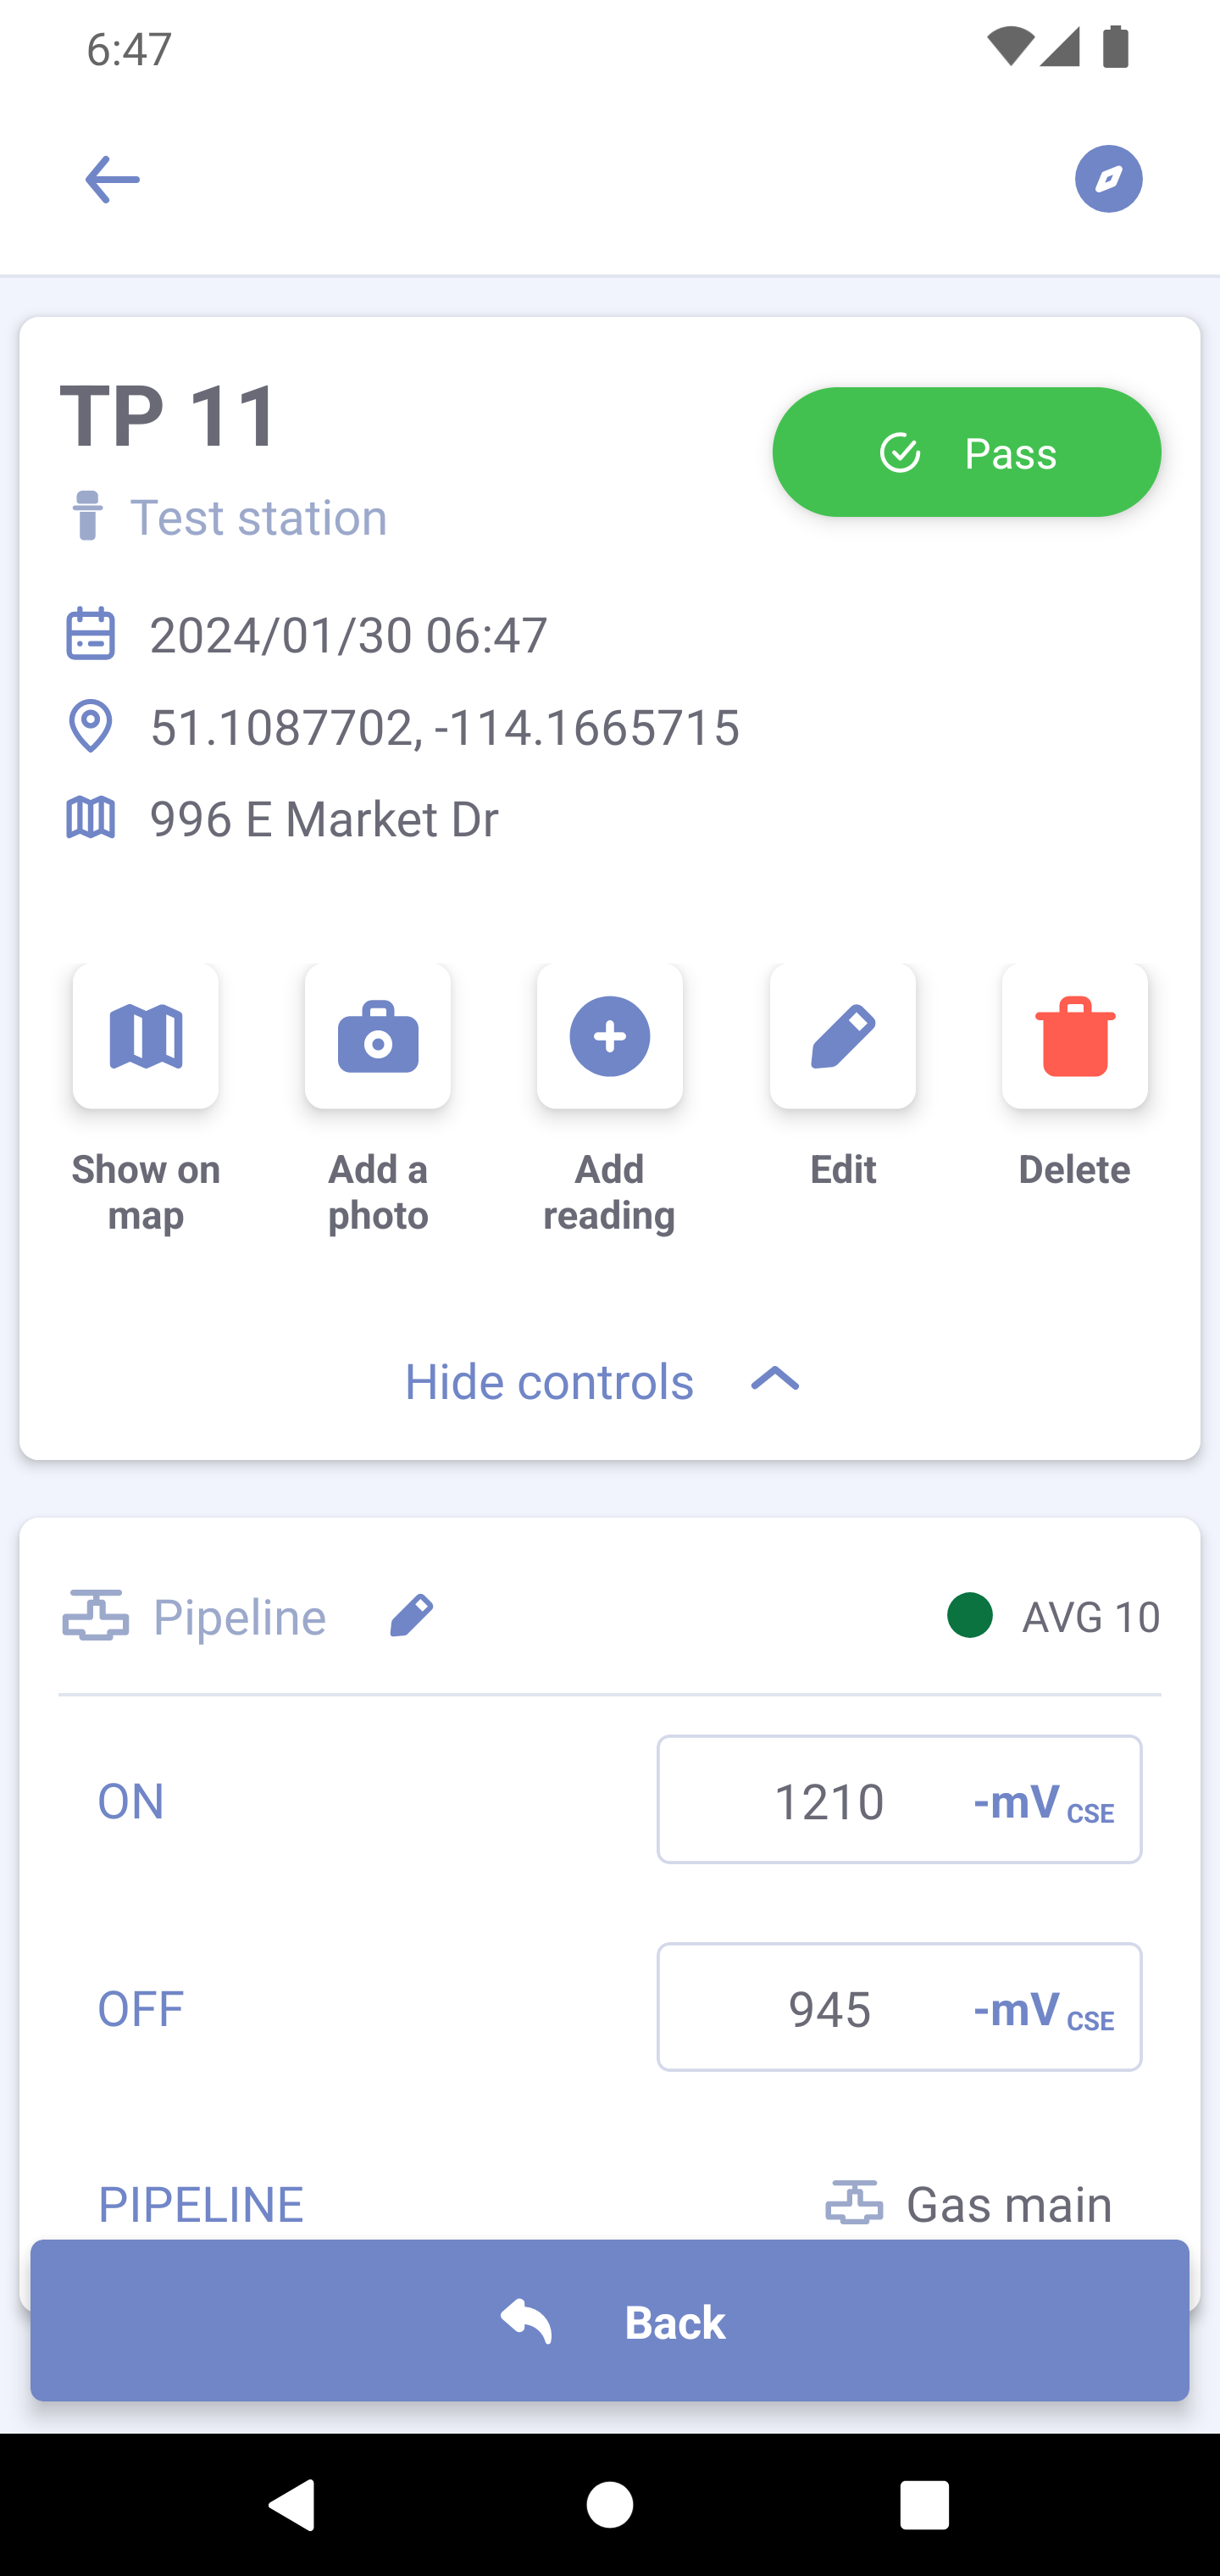 6:47
TP 11
Pass
Test station
2024/01/30 06:47
51.1087702, -114.1665715
996 E Market Dr
Show on
map
Add a
photo
Add
reading
Edit
Delete
Hide controls
Pipeline
AVG 10
ON
1210 -mV CSE
OFF
945 -mV CSE
PIPELINE
Gas main
Back